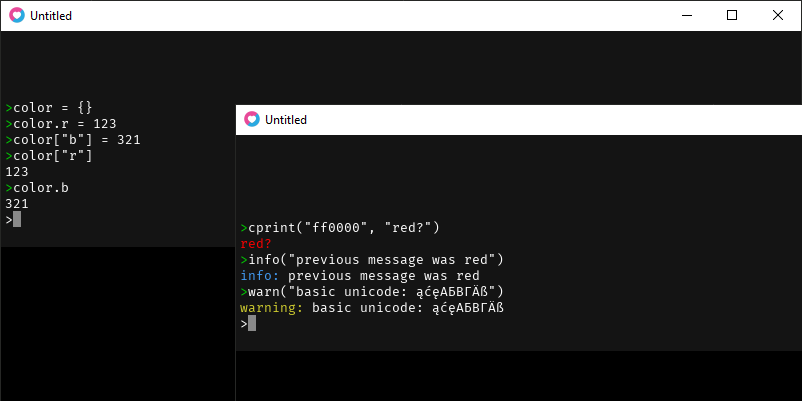 Untitled
>color = {}
>color.r = 123
>color["b"] = 321
>color["r"]
123
>color.b
321
>
Untitled
>cprint("ff0000", "red?")
red?
>info("previous message was red")
info: previous message was red
>warn("basic unicode: ąćęАБВГÄß")
warning: basic unicode: ąćęАБВГÄß
>